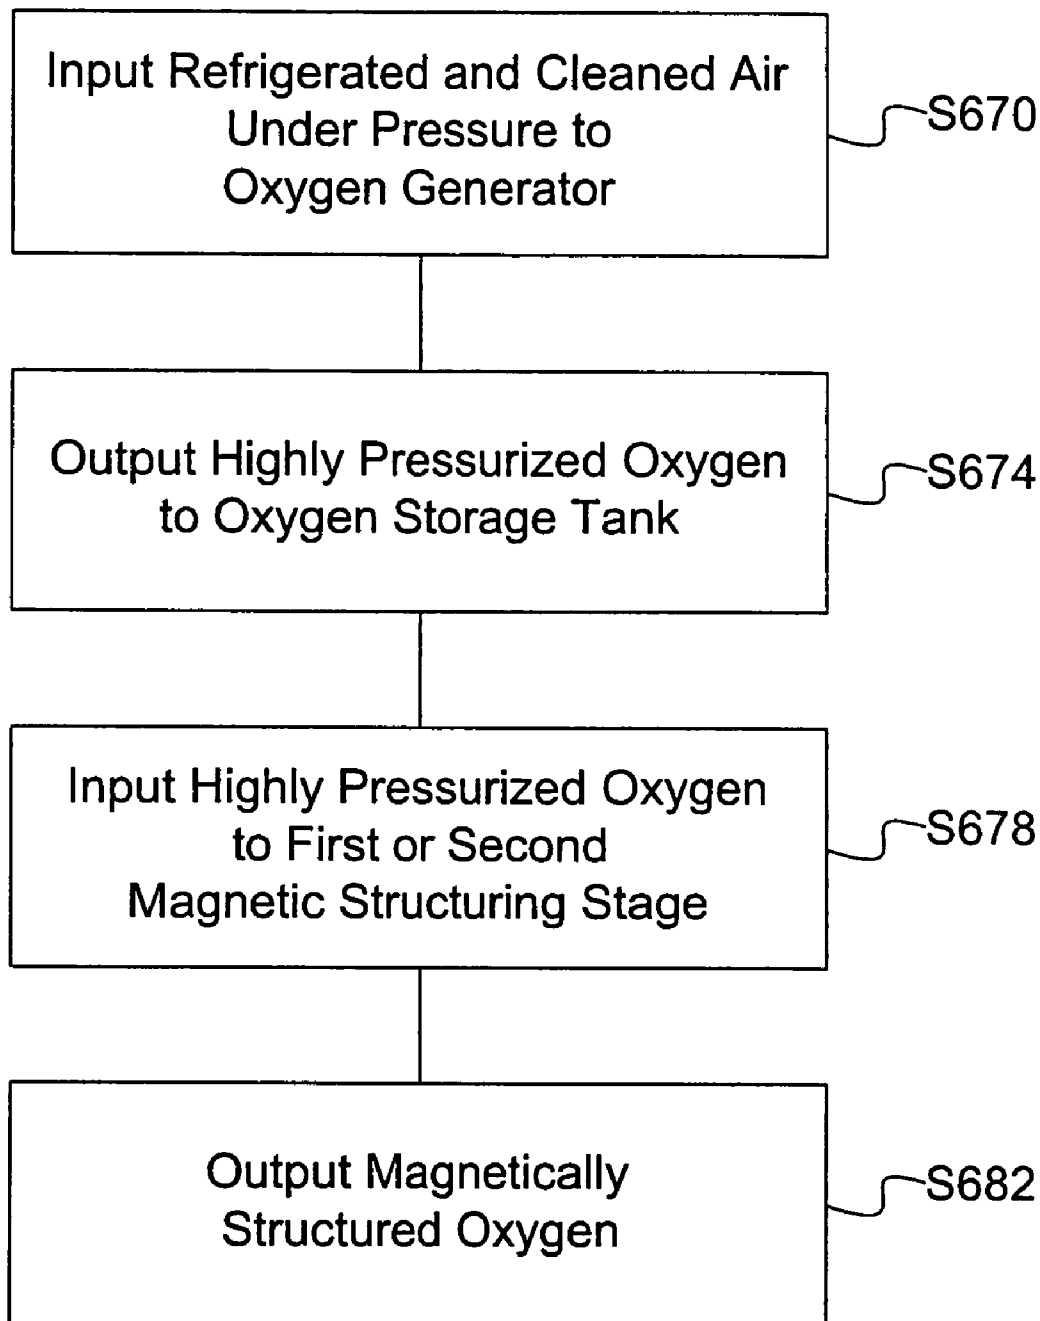 Input Refrigerated and Cleaned Air
Under Pressure to
Oxygen Generator
S670
Output Highly Pressurized Oxygen
to Oxygen Storage Tank
S674
Input Highly Pressurized Oxygen
to First or Second
Magnetic Structuring Stage
S678
Output Magnetically
Structured Oxygen
S682